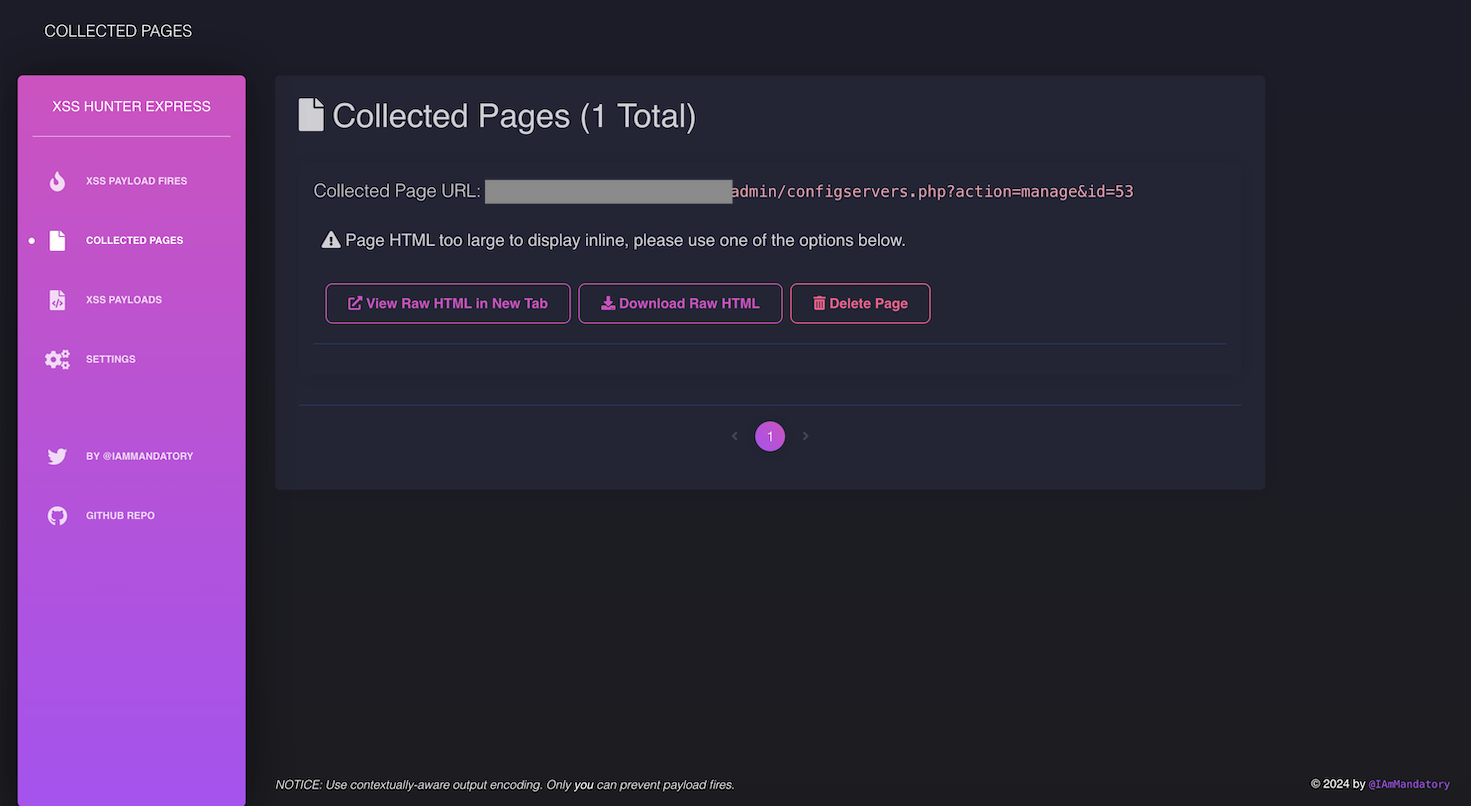 COLLECTED PAGES
XSS HUNTER EXPRESS
XSS PAYLOAD FIRES
COLLECTED PAGES
XSS PAYLOADS
SETTINGS
BY @IAMMANDATORY
GITHUB REPO
Collected Pages (1 Total)
Collected Page URL: admin/configservers.php?action=manage&id=53
Page HTML too large to display inline, please use one of the options below.
View Raw HTML in New Tab Download Raw HTML Delete Page
1
NOTICE: Use contextually-aware output encoding. Only you can prevent payload fires.
© 2024 by @IAmMandatory